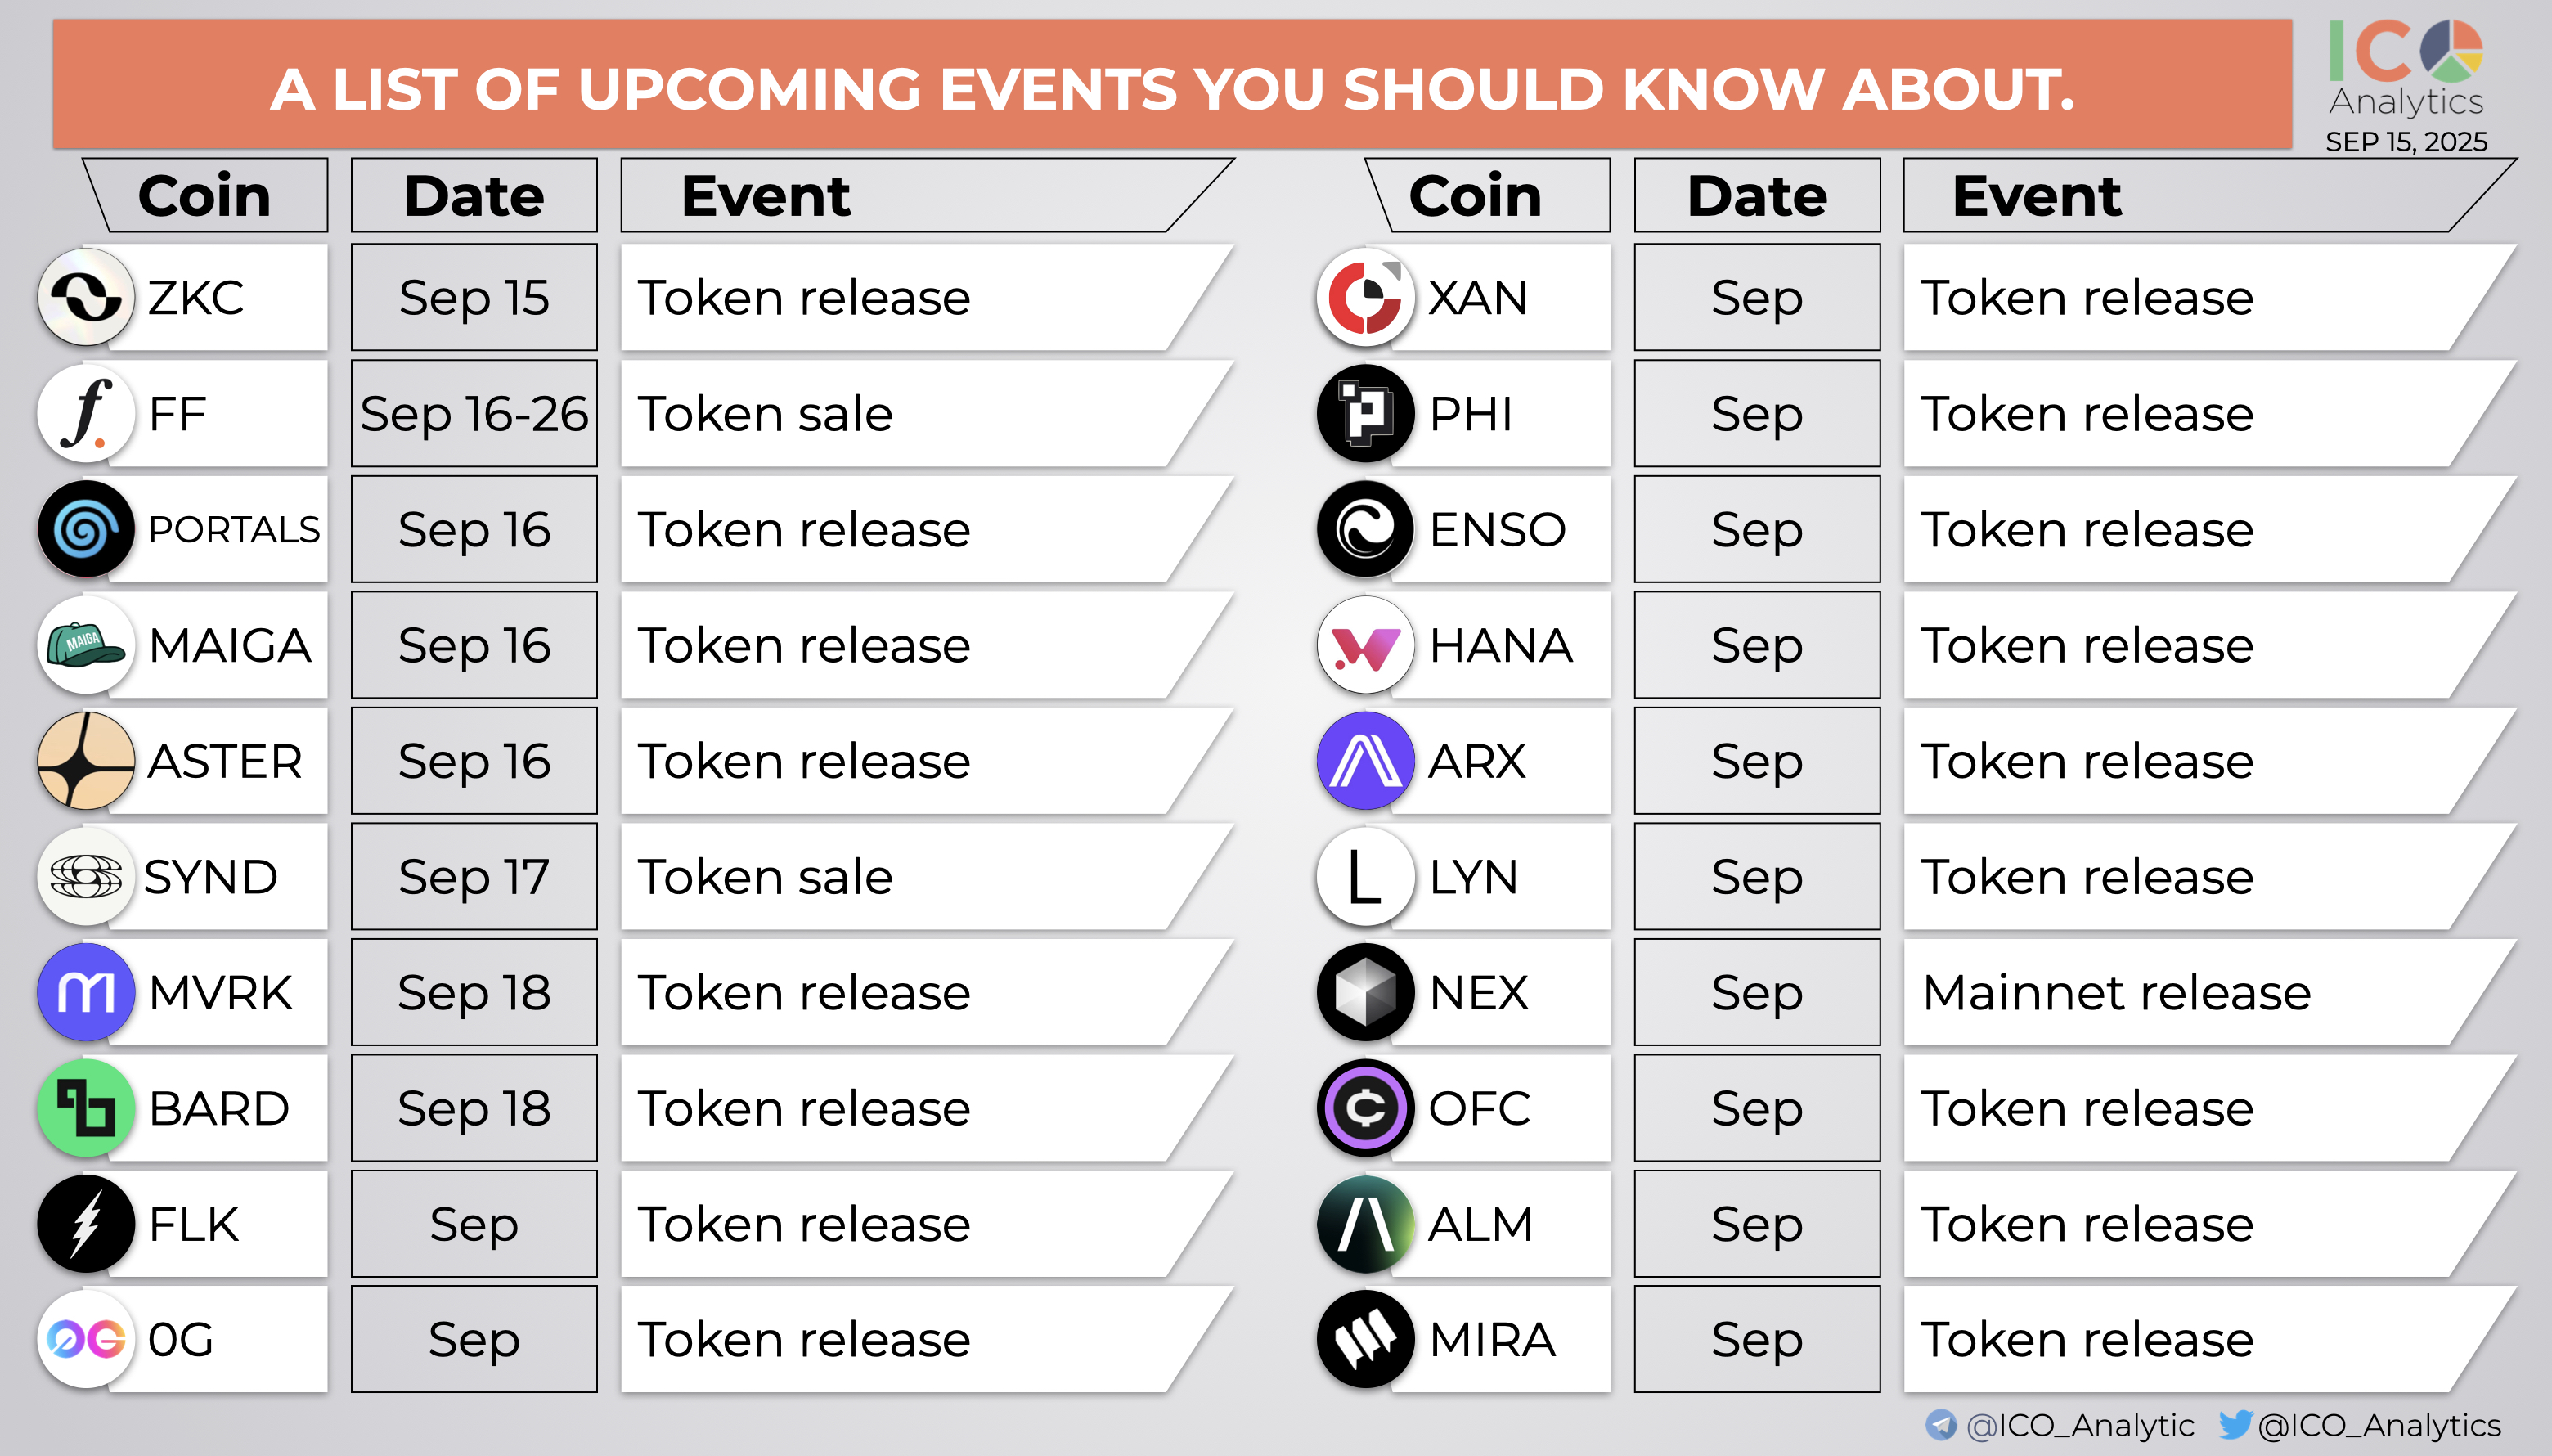 A LIST OF UPCOMING EVENTS YOU SHOULD KNOW ABOUT.
ICO
Analytics
SEP 15, 2025
Coin Date Event
ZKC Sep 15 Token release
FF Sep 16-26 Token sale
PORTALS Sep 16 Token release
MAIGA MAIGA Sep 16 Token release
ASTER Sep 16 Token release
SYND Sep 17 Token sale
MVRK Sep 18 Token release
BARD Sep 18 Token release
FLK Sep Token release
0G 0G Sep Token release
Coin Date Event
XAN Sep Token release
PHI Sep Token release
ENSO Sep Token release
HANA Sep Token release
ARX Sep Token release
L LYN Sep Token release
NEX Sep Mainnet release
OFC Sep Token release
ALM Sep Token release
MIRA Sep Token release
@ICO_Analytic @ICO_Analytics